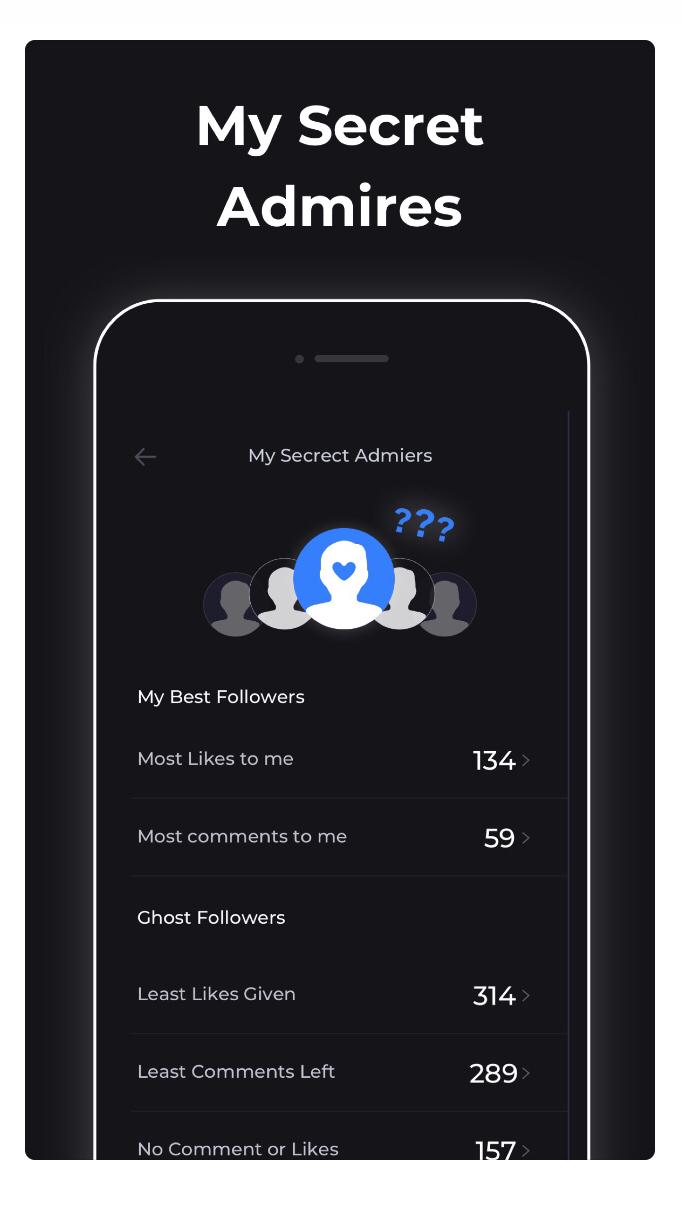 My Secret
Admires
My Secrect Admiers
???
My Best Followers
Most Likes to me 134
Most comments to me 59
Ghost Followers
Least Likes Given 314
Least Comments Left 289
No Comment or Likes 157